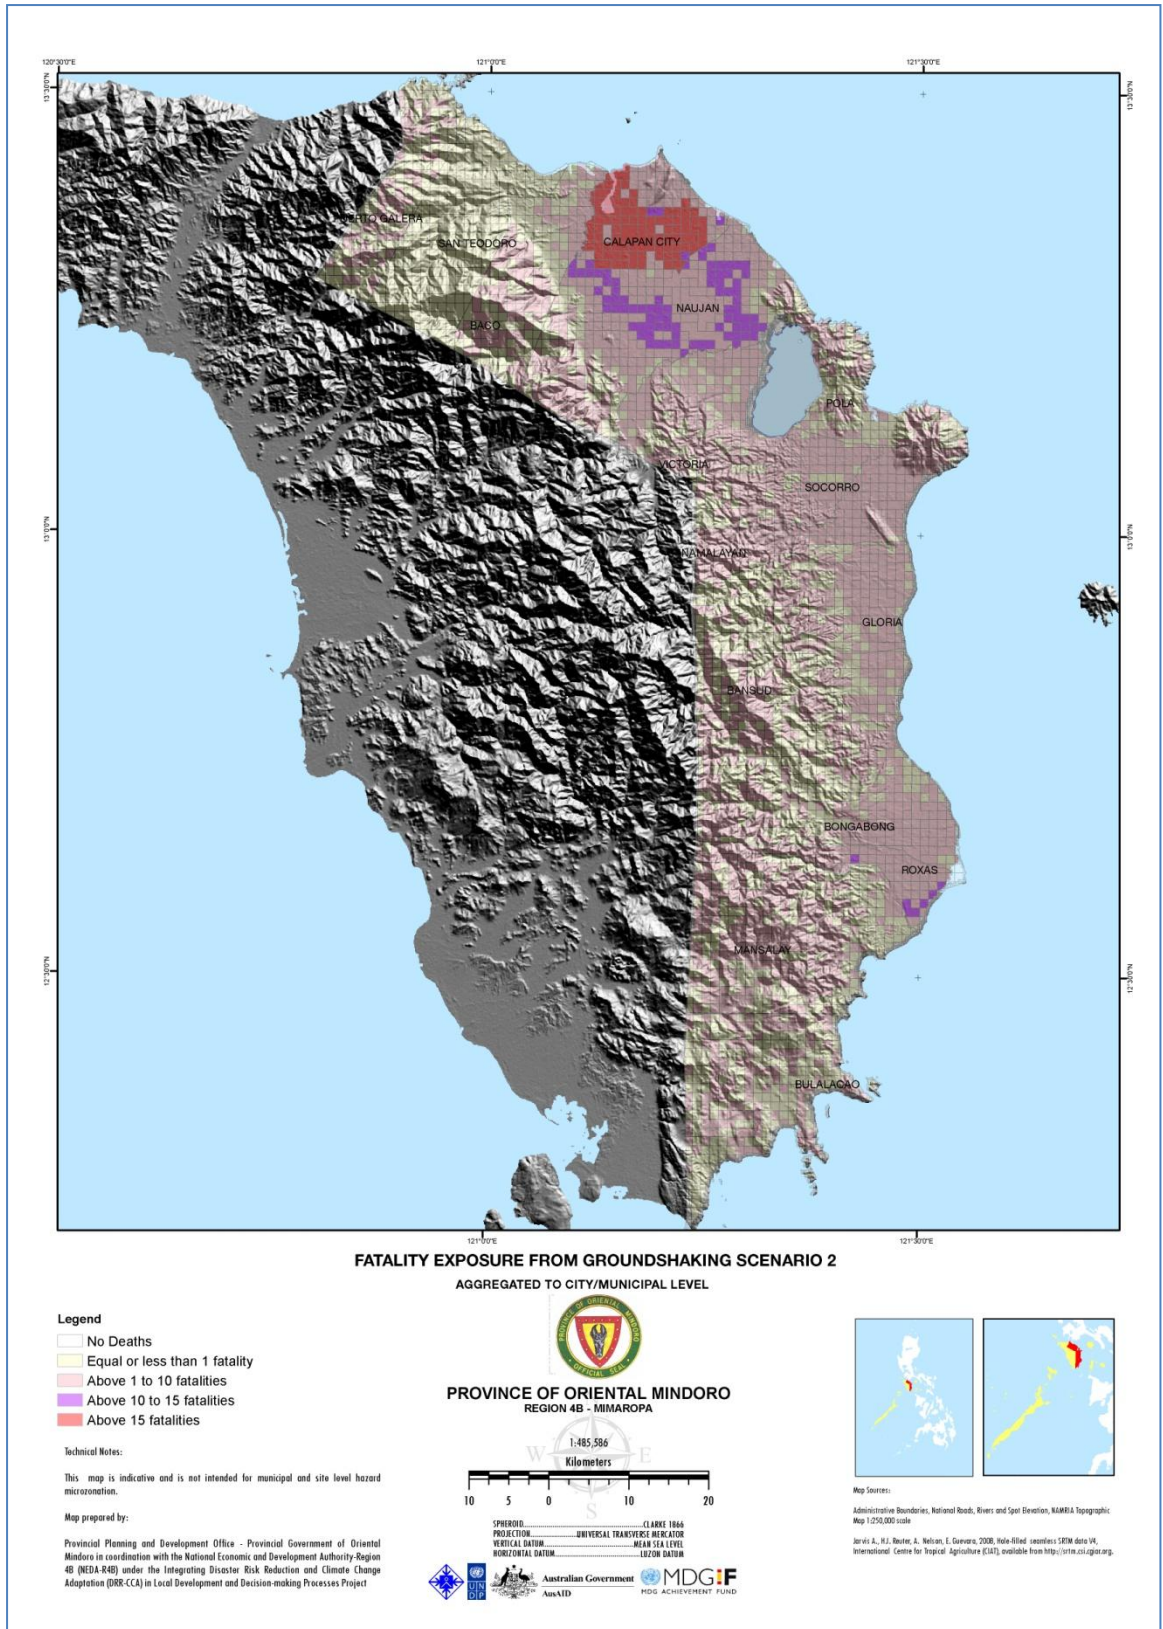 120°30'0"E
121°0'0"E
121°30'0"E
13°30'0"N
13°30'0"N
PUERTO GALERA
SAN TEODORO
CALAPAN CITY
BACO
NAUJAN
POLA
VICTORIA
SOCORRO
13°0'0"N
13°0'0"N
GLORIA
BANSUD
BONGABONG
ROXAS
MANSALAY
12°30'0"N
12°30'0"N
BULALACAO
121°0'0"E
121°30'0"E
FATALITY EXPOSURE FROM GROUNDSHAKING SCENARIO 2
AGGREGATED TO CITY/MUNICIPAL LEVEL
Legend
No Deaths
Equal or less than 1 fatality
Above 1 to 10 fatalities
Above 10 to 15 fatalities
Above 15 fatalities
Technical Notes:
This map is indicative and is not intended for municipal and site level hazard
microzonation.
Map prepared by:
Provincial Planning and Development Office - Provincial Government of Oriental
Mindoro in coordination with the National Economic and Development Authority-Region
4B (NEDA-R4B) under the Integrating Disaster Risk Reduction and Climate Change
Adaptation (DRR-CCA) in Local Development and Decision-making Processes Project
PROVINCE OF ORIENTAL MINDORO
OFFICIAL SEAL
PROVINCE OF ORIENTAL MINDORO
REGION 4B - MIMAROPA
W E
S
1:485,586
Kilometers
10 5 0 10 20
SPHEROID CLARKE 1866
PROJECTION UNIVERSAL TRANSVERSE MERCATOR
VERTICAL DATUM MEAN SEA LEVEL
HORIZONTAL DATUM LUZON DATUM
UNDP
Australian Government
AusAID
MDG:F
MDG ACHIEVEMENT FUND
Map Sources:
Administrative Boundaries, National Roads, Rivers and Spot Elevation, NAMRIA Topographic
Map 1:250,000 scale
Jarvis A., H.I. Reuter, A. Nelson, E. Guevara, 2008, Hole-filled seamless SRTM data V4,
International Centre for Tropical Agriculture (CIAT), available from http://srtm.csi.cgiar.org.